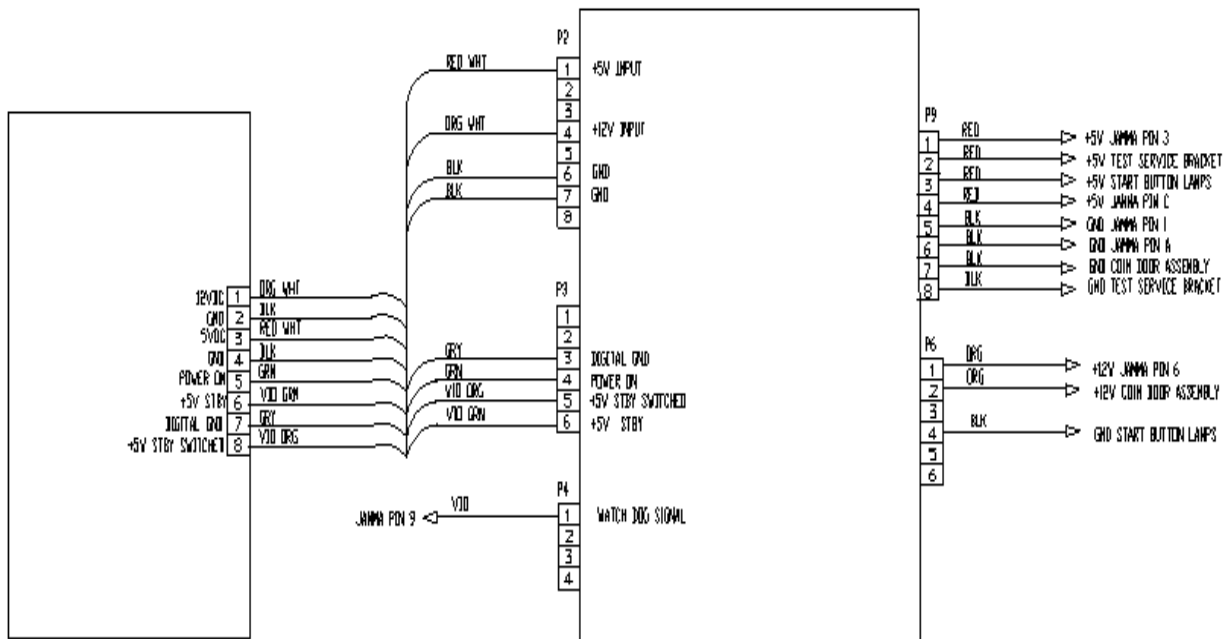 P2
RED WHT
1 +5V INPUT
2
3
ORG WHT
4 +12V INPUT
5
BLK
6 GND
BLK
7 GND
8
12VDC 1 ORG WHT
GND 2 BLK
5VDC 3 RED WHT
GND 4 BLK
POWER ON 5 GRN
+5V STBY 6 VIO GRN
DIGITAL GND 7 GRY
+5V STBY SWITCHED 8 VIO ORG
P3
1
2
GRY 3 DIGITAL GND
GRN 4 POWER ON
VIO ORG 5 +5V STBY SWITCHED
VIO GRN 6 +5V STBY
P4
JAMMA PIN 9 VIO 1 WATCH DOG SIGNAL
2
3
4
P9
1 RED +5V JAMMA PIN 3
2 RED +5V TEST SERVICE BRACKET
3 RED +5V START BUTTON LAMPS
4 RED +5V JAMMA PIN C
5 BLK GND JAMMA PIN 1
6 BLK GND JAMMA PIN A
7 BLK GND COIN DOOR ASSEMBLY
8 BLK GND TEST SERVICE BRACKET
P6
1 ORG +12V JAMMA PIN 6
2 ORG +12V COIN DOOR ASSEMBLY
3
4 BLK GND START BUTTON LAMPS
5
6